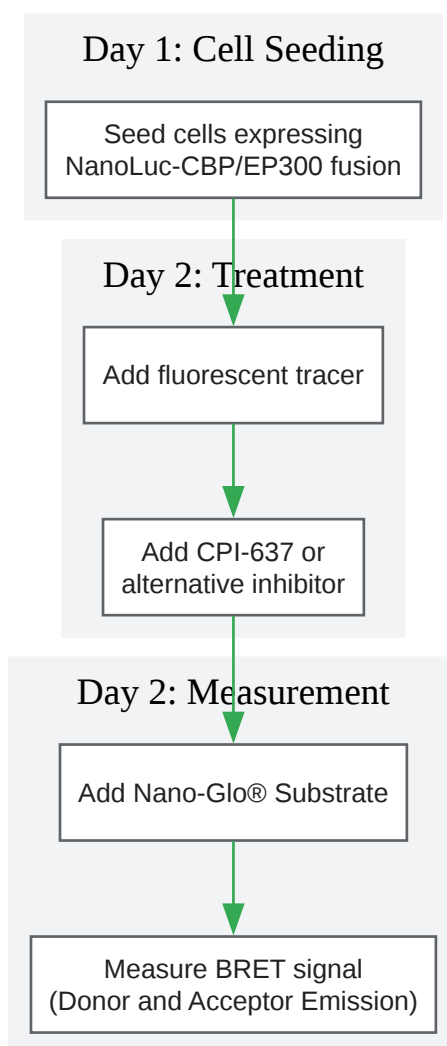 Day 1: Cell Seeding
Seed cells expressing
NanoLuc-CBP/EP300 fusion
Day 2: Treatment
Add fluorescent tracer
Add CPI-637 or
alternative inhibitor
Day 2: Measurement
Add Nano-Glo® Substrate
Measure BRET signal
(Donor and Acceptor Emission)